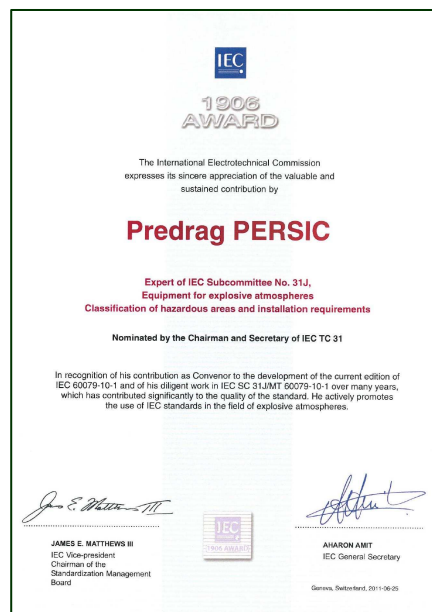 IEC
1906
AWARD
The International Electrotechnical Commission
expresses its sincere appreciation of the valuable and
sustained contribution by
Predrag PERSIC
Expert of IEC Subcommittee No. 31J,
Equipment for explosive atmospheres
Classification of hazardous areas and installation requirements
Nominated by the Chairman and Secretary of IEC TC 31
In recognition of his contribution as Convenor to the development of the current edition of
IEC 60079-10-1 and of his diligent work in IEC SC 31J/MT 60079-10-1 over many years,
which has contributed significantly to the quality of the standard. He actively promotes
the use of IEC standards in the field of explosive atmospheres.
James E. Matthews III
JAMES E. MATTHEWS III
IEC Vice-president
Chairman of the
Standardization Management
Board
IEC
1906 AWARD
AHARON AMIT
IEC General Secretary
Geneva, Switzerland, 2011-06-25